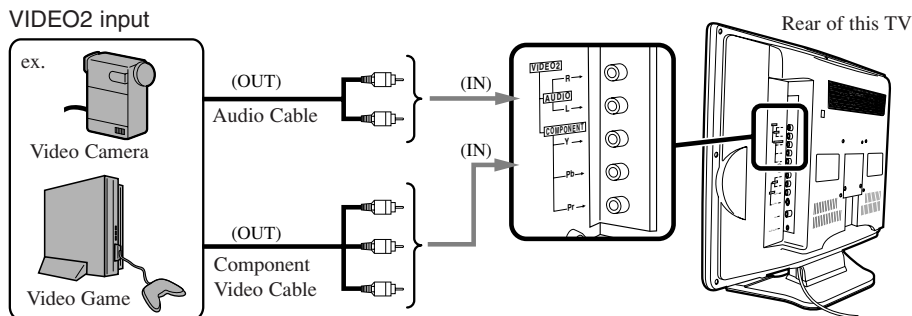 VIDEO2 input
Rear of this TV
ex.
(OUT)
Audio Cable
(IN)
Video Camera
(IN)
(OUT)
Component
Video Cable
Video Game
VIDEO2
R
AUDIO
L
COMPONENT
Y
Pb
Pr